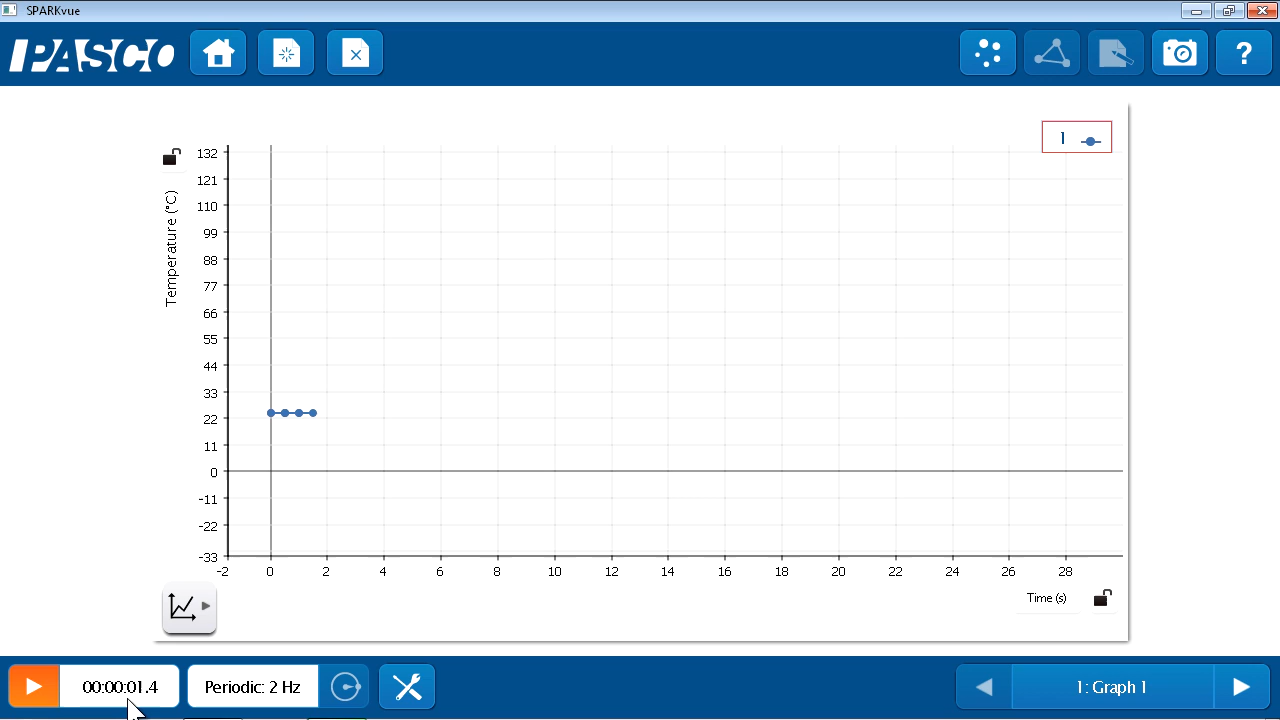 SPARKvue
PASCO
?
1
132
121
110
99
88
77
66
55
44
33
22
11
0
-11
-22
-33
Temperature (°C)
-2 0 2 4 6 8 10 12 14 16 18 20 22 24 26 28
Time (s)
00:00:01.4
Periodic: 2 Hz
1: Graph 1